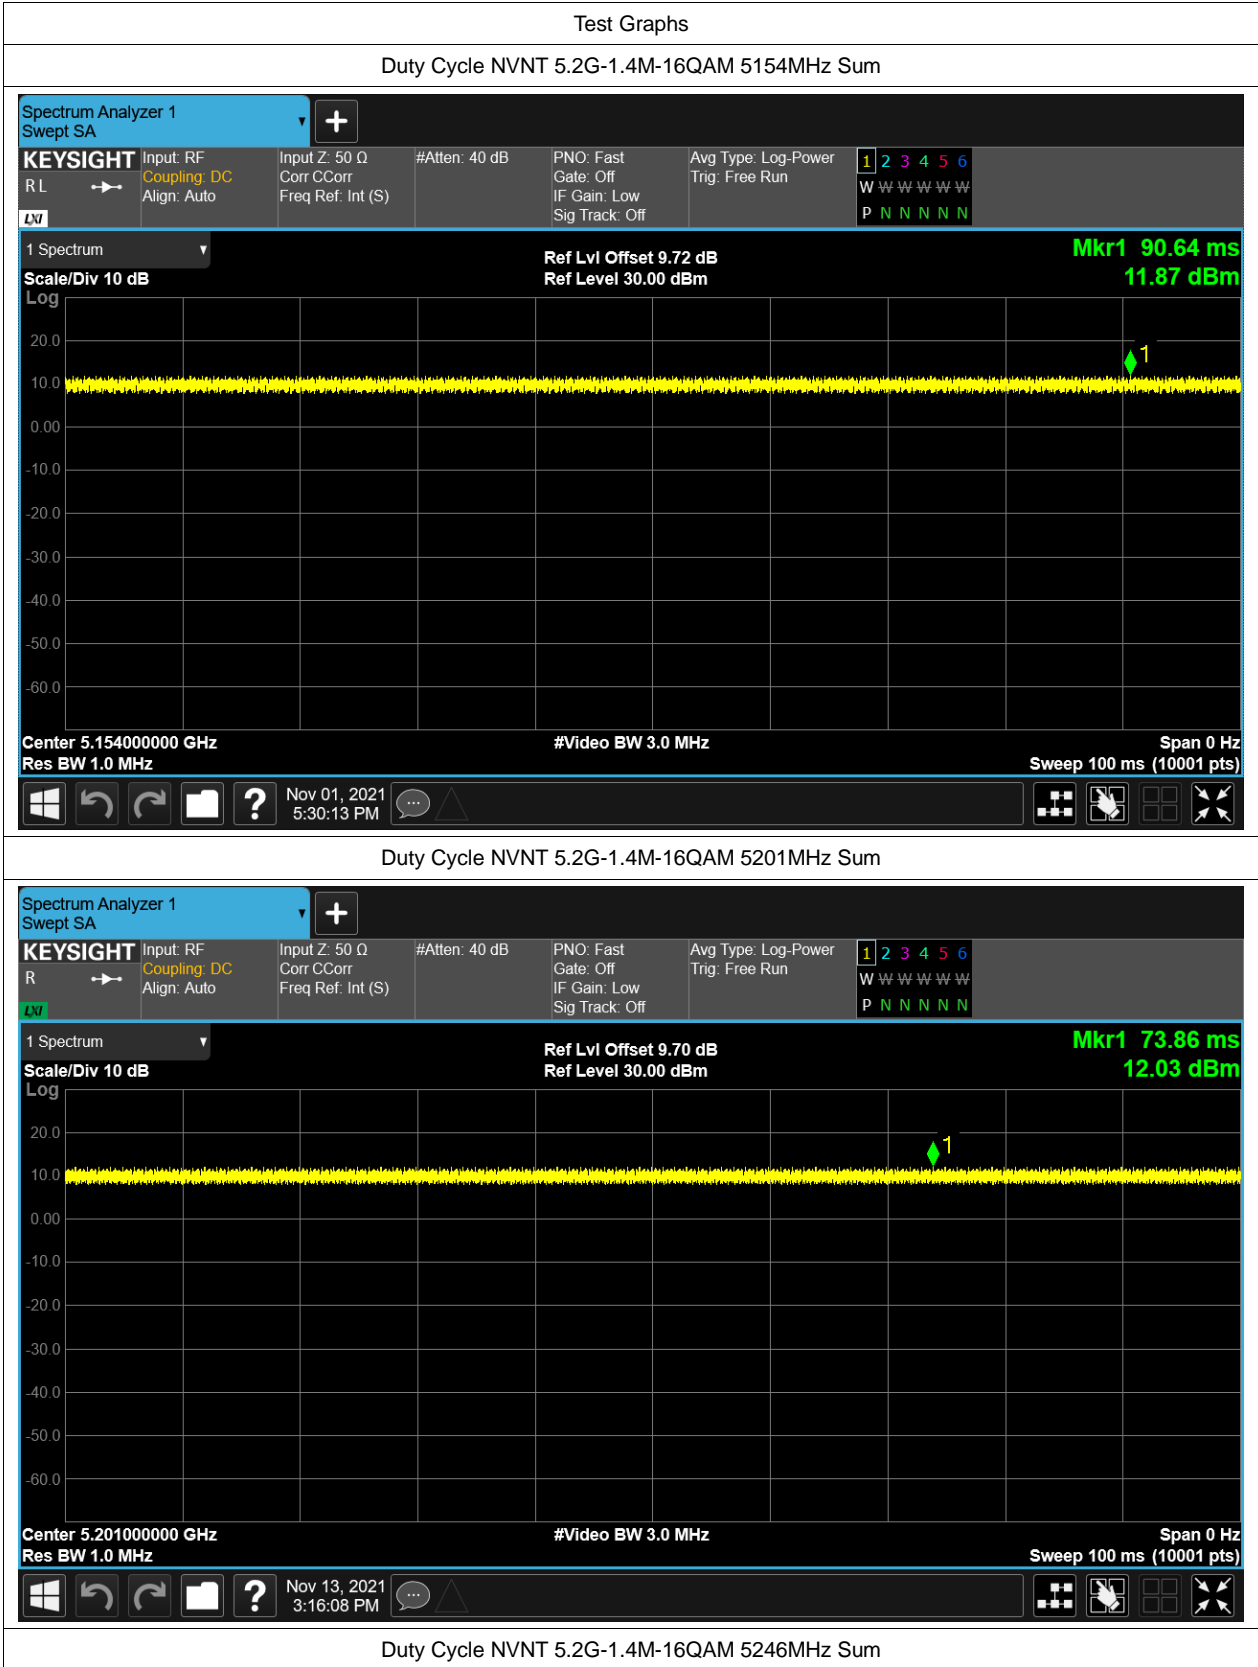 Test Graphs
Duty Cycle NVNT 5.2G-1.4M-16QAM 5154MHz Sum
Spectrum Analyzer 1
Swept SA
KEYSIGHT Input: RF Input Z: 50 Ω #Atten: 40 dB PNO: Fast Avg Type: Log-Power 1 2 3 4 5 6
R L Coupling: DC Corr CCorr Gate: Off Trig: Free Run W W W W W W
Align: Auto Freq Ref: Int (S) IF Gain: Low
LXI Sig Track: Off P N N N N N
1 Spectrum Ref Lvl Offset 9.72 dB Mkr1 90.64 ms
Scale/Div 10 dB Ref Level 30.00 dBm 11.87 dBm
Log
20.0
1
10.0
0.00
-10.0
-20.0
-30.0
-40.0
-50.0
-60.0
Center 5.154000000 GHz #Video BW 3.0 MHz Span 0 Hz
Res BW 1.0 MHz Sweep 100 ms (10001 pts)
? Nov 01, 2021
5:30:13 PM
Duty Cycle NVNT 5.2G-1.4M-16QAM 5201MHz Sum
Spectrum Analyzer 1
Swept SA
KEYSIGHT Input: RF Input Z: 50 Ω #Atten: 40 dB PNO: Fast Avg Type: Log-Power 1 2 3 4 5 6
R Coupling: DC Corr CCorr Gate: Off Trig: Free Run W W W W W W
Align: Auto Freq Ref: Int (S) IF Gain: Low
LXI Sig Track: Off P N N N N N
1 Spectrum Ref Lvl Offset 9.70 dB Mkr1 73.86 ms
Scale/Div 10 dB Ref Level 30.00 dBm 12.03 dBm
Log
20.0
1
10.0
0.00
-10.0
-20.0
-30.0
-40.0
-50.0
-60.0
Center 5.201000000 GHz #Video BW 3.0 MHz Span 0 Hz
Res BW 1.0 MHz Sweep 100 ms (10001 pts)
? Nov 13, 2021
3:16:08 PM
Duty Cycle NVNT 5.2G-1.4M-16QAM 5246MHz Sum